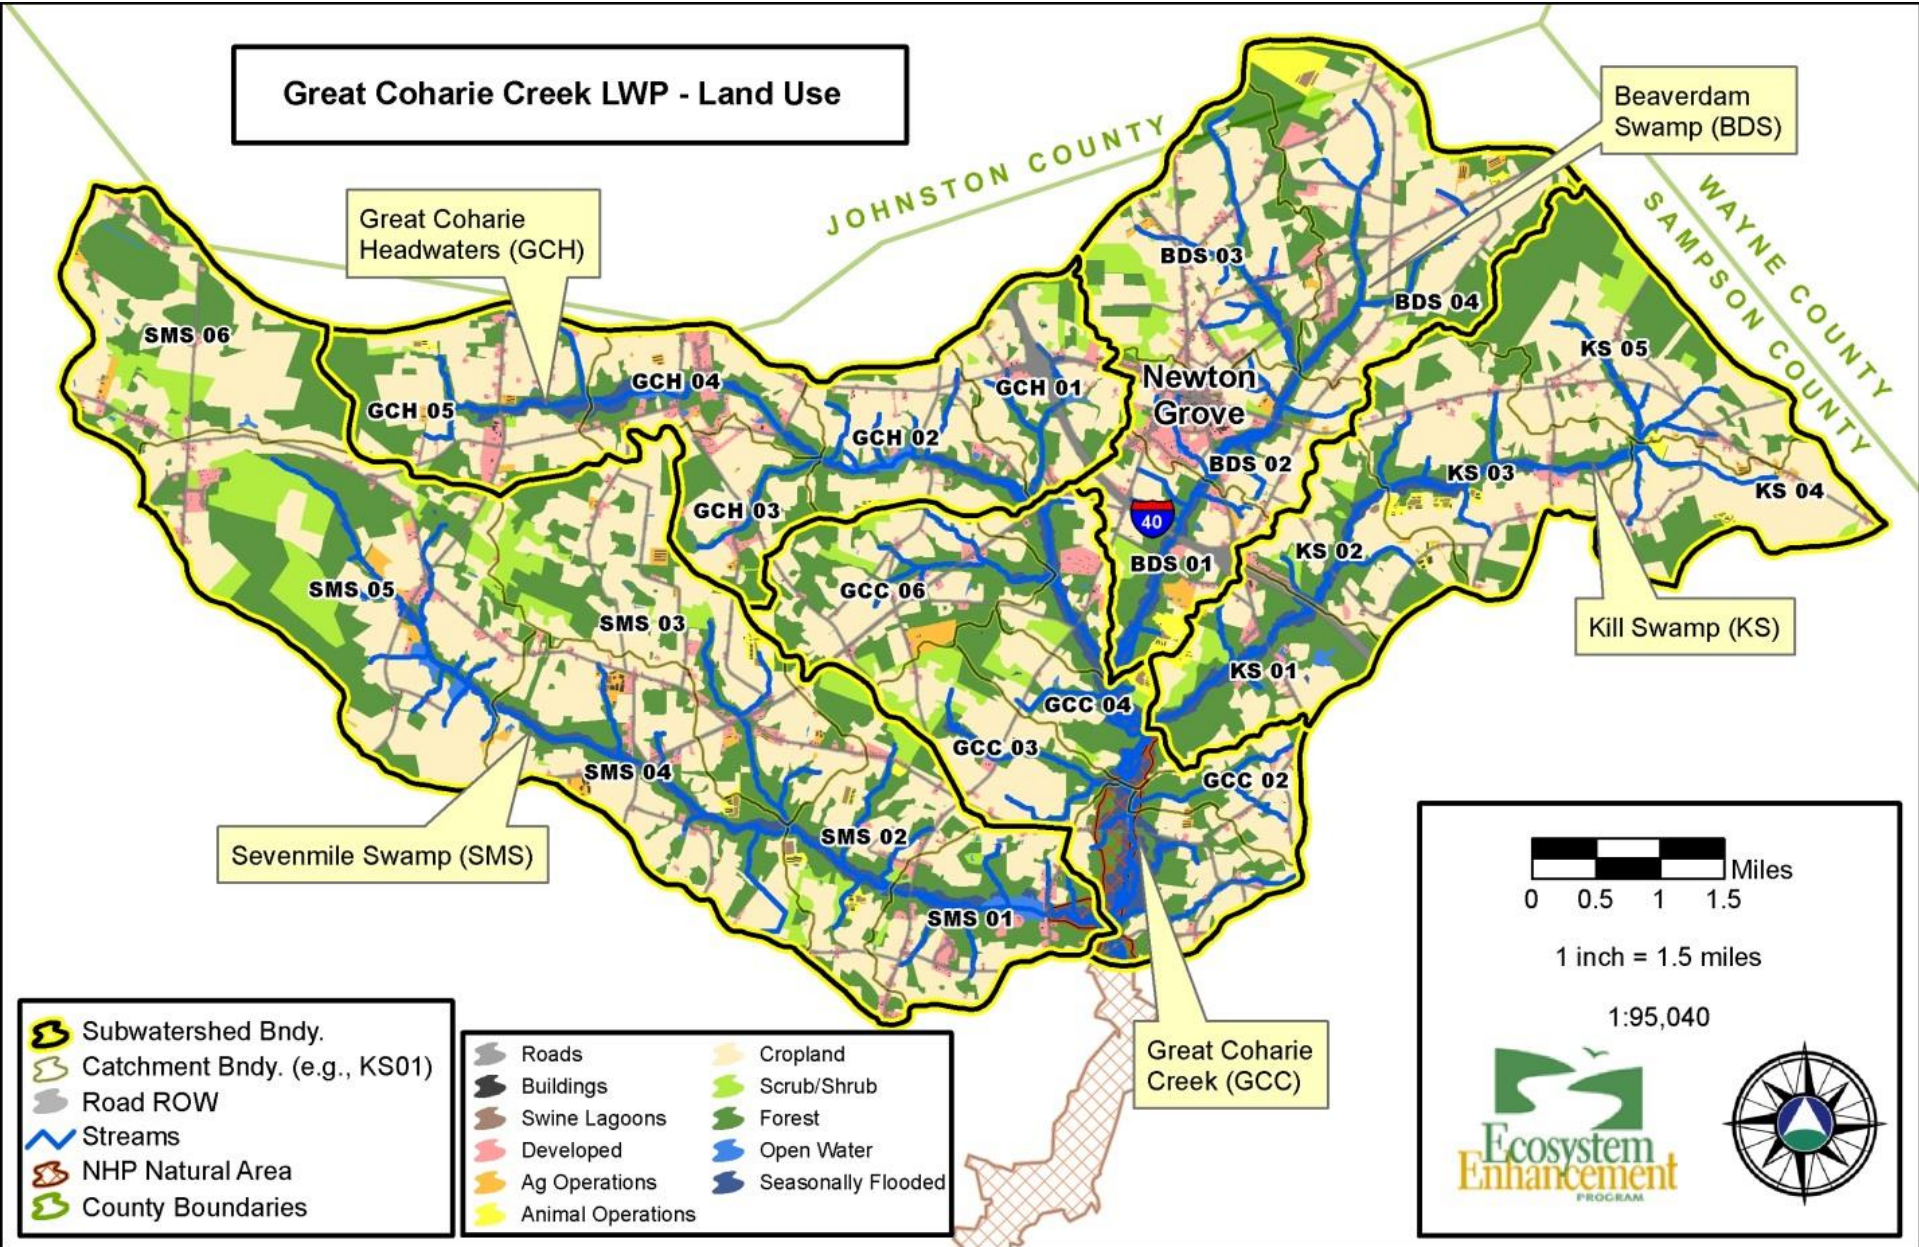 Great Coharie Creek LWP - Land Use
Beaverdam
Swamp (BDS)
JOHNSTON COUNTY
WAYNE COUNTY
SAMPSON COUNTY
Great Coharie
Headwaters (GCH)
BDS 03
BDS 04
SMS 06
KS 05
GCH 04
GCH 01
Newton
Grove
GCH 05
GCH 02
BDS 02
KS 03
KS 04
GCH 03
40
KS 02
BDS 01
GCC 06
SMS 05
SMS 03
Kill Swamp (KS)
KS 01
GCC 04
GCC 03
SMS 04
GCC 02
SMS 02
Sevenmile Swamp (SMS)
SMS 01
Great Coharie
Creek (GCC)
Subwatershed Bndy.
Catchment Bndy. (e.g., KS01)
Road ROW
Streams
NHP Natural Area
County Boundaries
Roads
Buildings
Swine Lagoons
Developed
Ag Operations
Animal Operations
Cropland
Scrub/Shrub
Forest
Open Water
Seasonally Flooded
Miles
0 0.5 1 1.5
1 inch = 1.5 miles
1:95,040
Ecosystem
Enhancement
PROGRAM